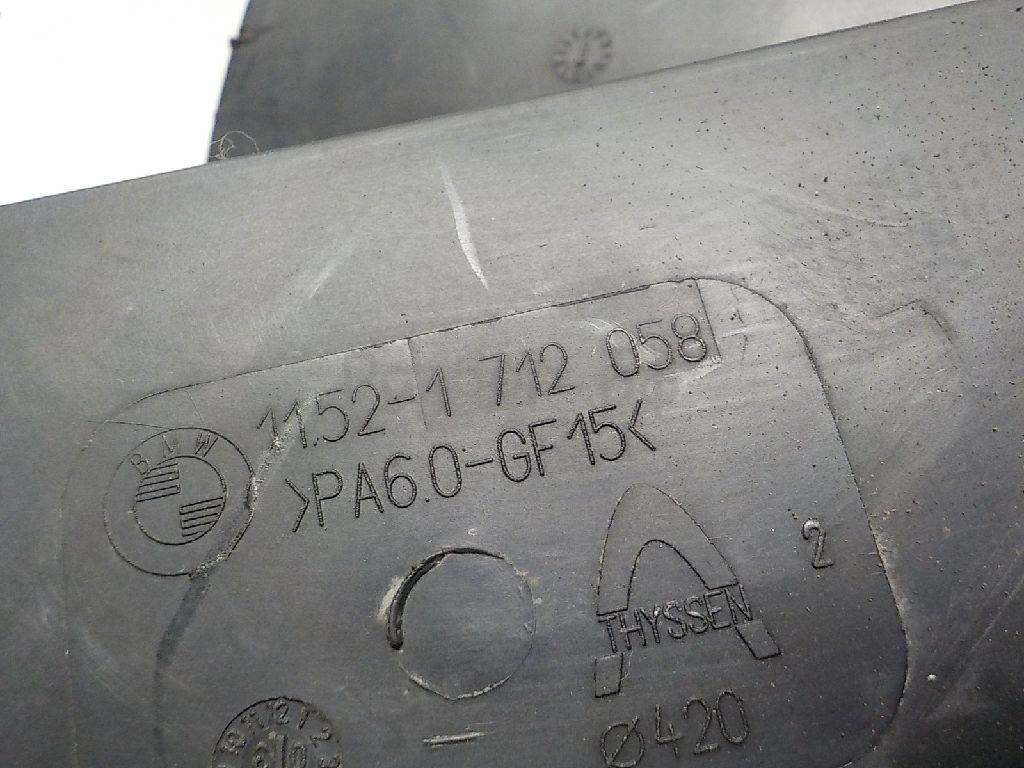 BMW
11.52-1 712 058
>PA6.0-GF15<
2
THYSSEN
Ø420